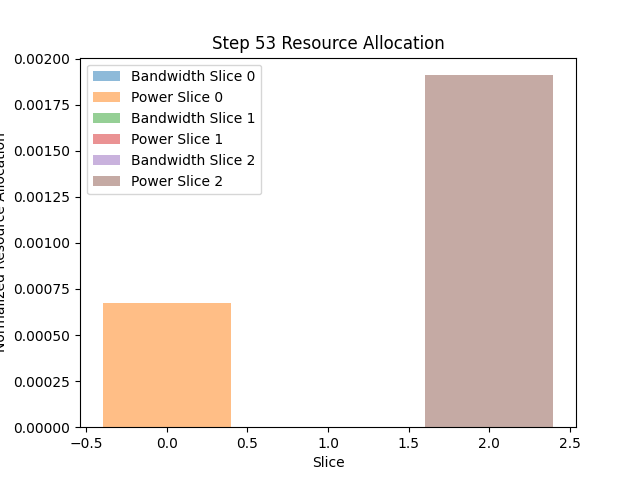 Step 53 Resource Allocation
Normalized Resource Allocation
0.00200
0.00175
0.00150
0.00125
0.00100
0.00075
0.00050
0.00025
0.00000
Bandwidth Slice 0
Power Slice 0
Bandwidth Slice 1
Power Slice 1
Bandwidth Slice 2
Power Slice 2
−0.5 0.0 0.5 1.0 1.5 2.0 2.5
Slice